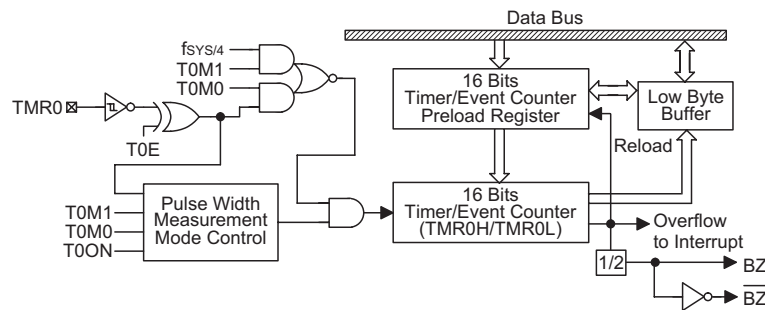 Data Bus
fSYS/4
T0M1
T0M0
TMR0
T0E
16 Bits
Timer/Event Counter
Preload Register
Low Byte
Buffer
Reload
T0M1
T0M0
T0ON
Pulse Width
Measurement
Mode Control
16 Bits
Timer/Event Counter
(TMR0H/TMR0L)
Overflow
to Interrupt
1/2
BZ
B̅Z̅